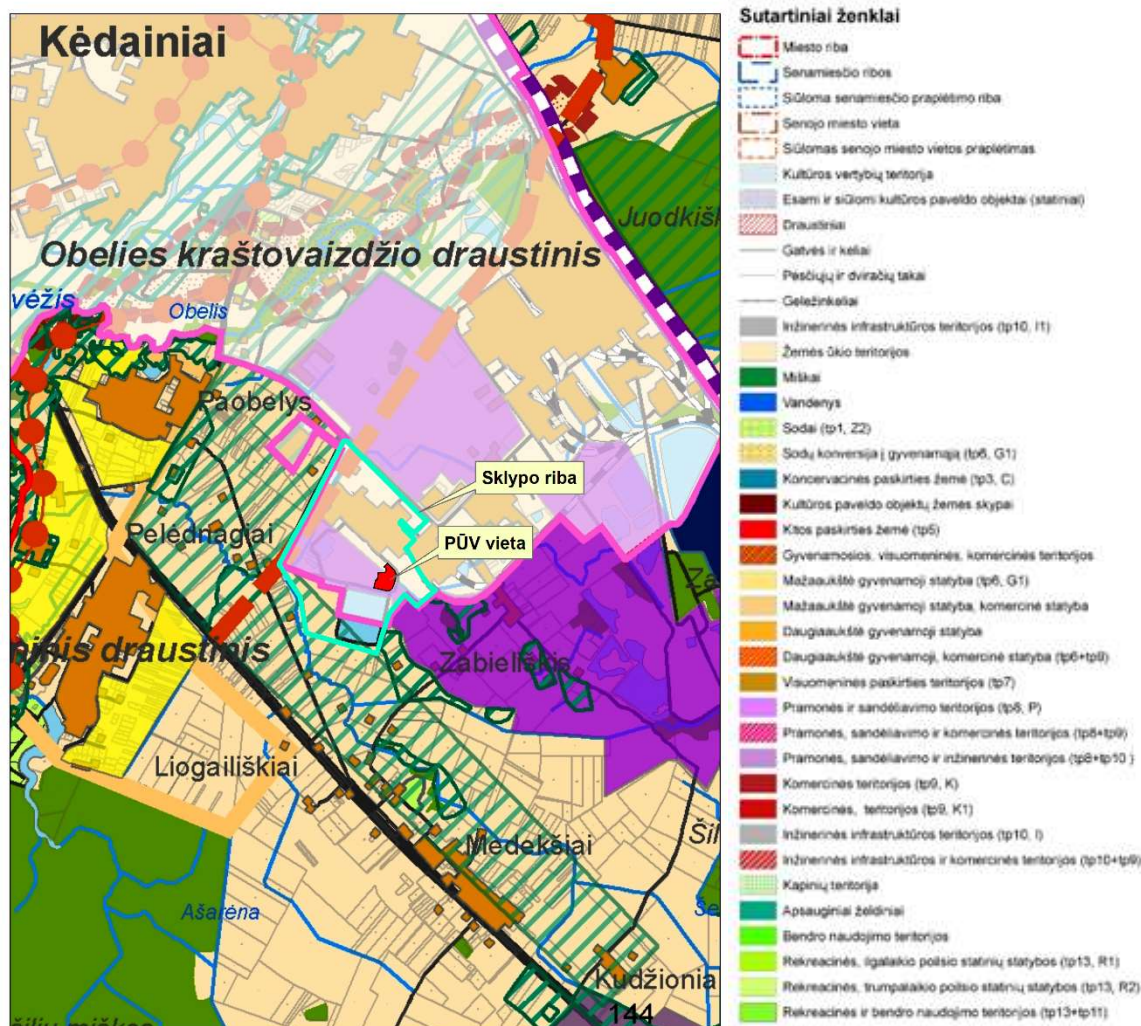 Kėdainiai
Juodkišk
Obelies kraštovaizdžio draustinis
vėžis
Obelis
Paobelys
Sklypo riba
PŪV vieta
Pelėdnagiai
Zabieliškis
ninis draustinis
Liogailiškiai
Medekšiai
Šil
Ašarėna
Kudžionia
144
Sutartiniai ženklai
Miesto riba
Senamiesčio ribos
Siūloma senamiesčio praplėtimo riba
Senojo miesto vieta
Siūlomas senojo miesto vietos praplėtimas
Kultūros vertybių teritorija
Esami ir siūlomi kultūros paveldo objektai (statiniai)
Draustiniai
Gatvės ir keliai
Pėsčiųjų ir dviračių takai
Geležinkeliai
Inžinerinės infrastruktūros teritorijos (tp10, I1)
Žemės ūkio teritorijos
Miškai
Vandenys
Sodai (tp1, Z2)
Sodų konversija į gyvenamąją (tp6, G1)
Koncervacinės paskirties žemė (tp3, C)
Kultūros paveldo objektų žemės skypai
Kitos paskirties žemė (tp5)
Gyvenamosios, visuomeninės, komercinės teritorijos
Mažaaukštė gyvenamoji statyba (tp6, G1)
Mažaaukštė gyvenamoji statyba, komercinė statyba
Daugiaaukštė gyvenamoji statyba
Daugiaaukštė gyvenamoji, komercinė statyba (tp6+tp9)
Visuomeninės paskirties teritorijos (tp7)
Pramonės ir sandėliavimo teritorijos (tp8, P)
Pramonės, sandėliavimo ir komercinės teritorijos (tp8+tp9)
Pramonės, sandėliavimo ir inžinerinės teritorijos (tp8+tp10 )
Komercinės teritorijos (tp9, K)
Komercinės, teritorijos (tp9, K1)
Inžinerinės infrastruktūros teritorijos (tp10, I)
Inžinerinės infrastruktūros ir komercinės teritorijos (tp10+tp9)
Kapinių teritorija
Apsauginiai želdiniai
Bendro naudojimo teritorijos
Rekreacinės, ilgalaikio poilsio statinių statybos (tp13, R1)
Rekreacinės, trumpalaikio poilsio statinių statybos (tp13, R2)
Rekreacinės ir bendro naudojimo teritorijos (tp13+tp11)